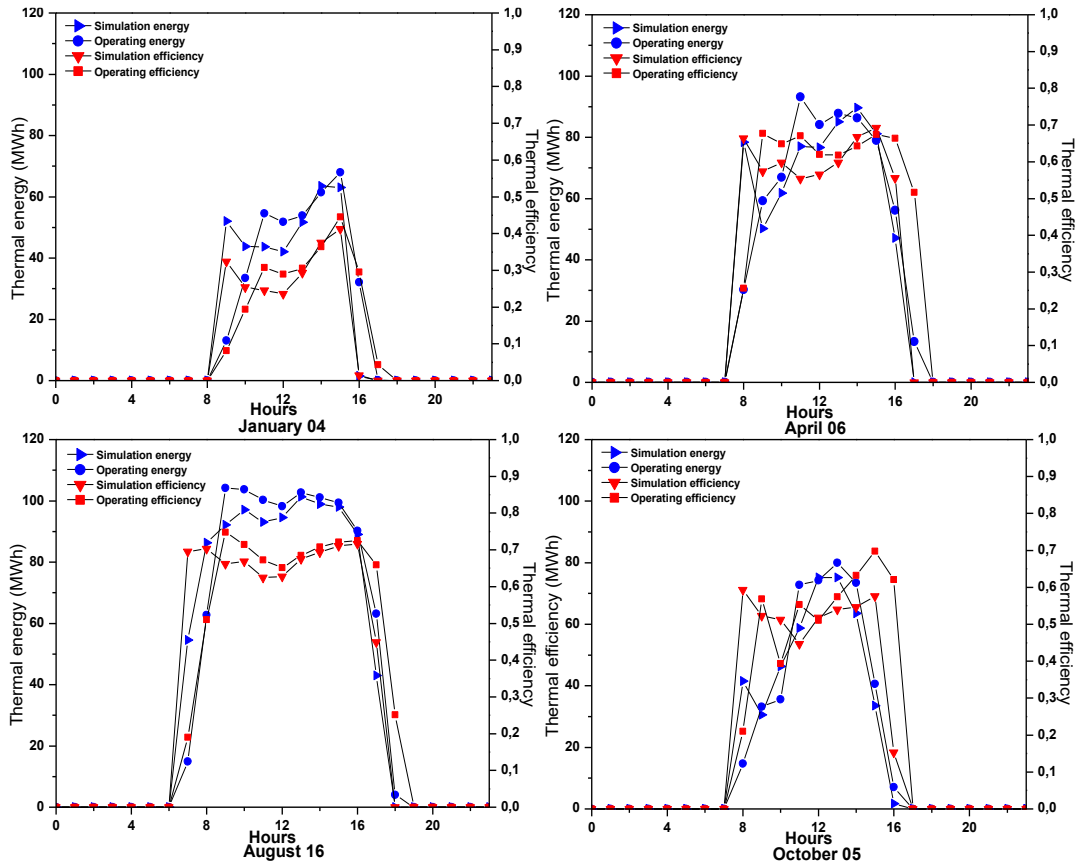 Simulation energy
Operating energy
Simulation efficiency
Operating efficiency
Thermal energy (MWh)
120
100
80
60
40
20
0
1,0
0,9
0,8
0,7
0,6
0,5
0,4
0,3
0,2
0,1
0,0
Thermal efficiency
0 4 8 12 16 20
Hours
January 04
Simulation energy
Operating energy
Simulation efficiency
Operating efficiency
Thermal energy (MWh)
120
100
80
60
40
20
0
1,0
0,9
0,8
0,7
0,6
0,5
0,4
0,3
0,2
0,1
0,0
Thermal efficiency
0 4 8 12 16 20
Hours
April 06
Simulation energy
Operating energy
Simulation efficiency
Operating efficiency
Thermal energy (MWh)
120
100
80
60
40
20
0
1,0
0,9
0,8
0,7
0,6
0,5
0,4
0,3
0,2
0,1
0,0
Thermal efficiency
0 4 8 12 16 20
Hours
August 16
Simulation energy
Operating energy
Simulation efficiency
Operating efficiency
Thermal efficiency (MWh)
120
100
80
60
40
20
0
1,0
0,9
0,8
0,7
0,6
0,5
0,4
0,3
0,2
0,1
0,0
Thermal efficiency
0 4 8 12 16 20
Hours
October 05